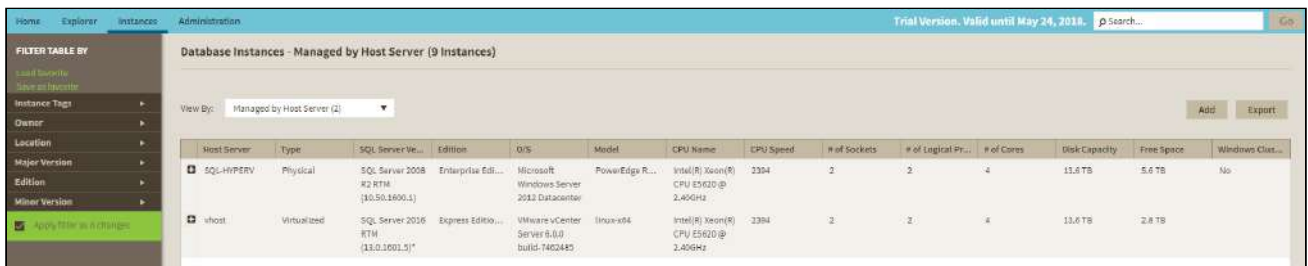 Home Explorer Instances Administration Trial Version. Valid until May 24, 2018. Search... Go
FILTER TABLE BY
Load favorite
Save as favorite
Instance Tags
Owner
Location
Major Version
Edition
Minor Version
Apply filter as it changes
Database Instances - Managed by Host Server (9 Instances)
View By: Managed by Host Server (2)
Add Export
Host Server Type SQL Server Ve... Edition O/S Model CPU Name CPU Speed # of Sockets # of Logical Pr... # of Cores Disk Capacity Free Space Windows Clus...
SQL-HYPERV Physical SQL Server 2008 Enterprise Edi... Microsoft PowerEdge R... Intel(R) Xeon(R) 2394 2 2 4 13.6 TB 5.6 TB No
R2 RTM Windows Server CPU E5620 @
(10.50.1600.1) 2012 Datacenter 2.40GHz
vhost Virtualized SQL Server 2016 Express Editio... VMware vCenter linux-x64 Intel(R) Xeon(R) 2394 2 2 4 13.6 TB 2.8 TB
RTM Server 6.0.0 CPU E5620 @
(13.0.1601.5)* build-7462485 2.40GHz